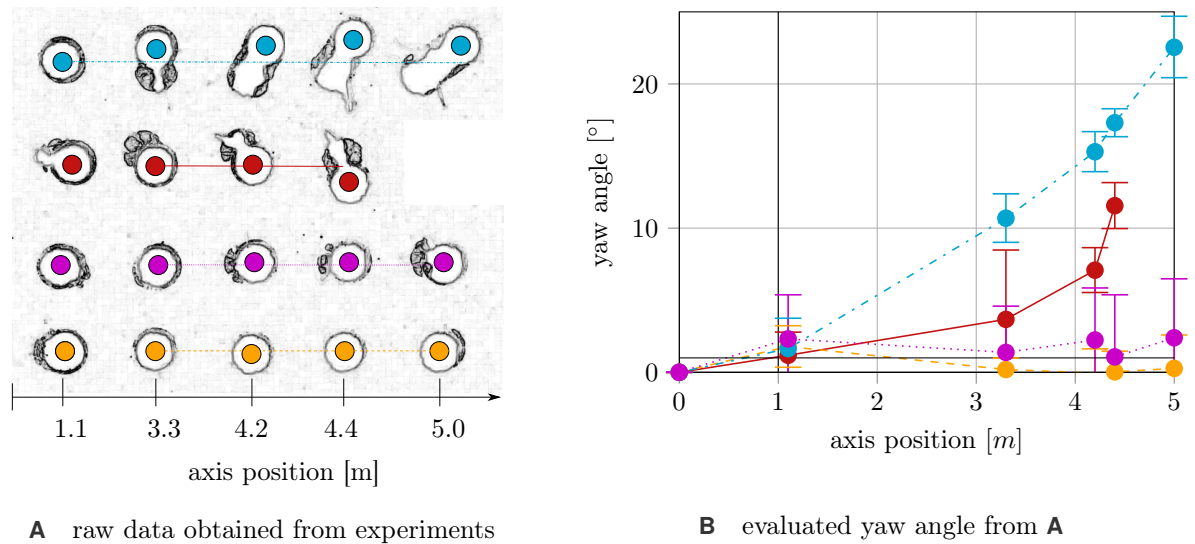 1.1 3.3 4.2 4.4 5.0
axis position [m]
A raw data obtained from experiments
yaw angle [°]
20
10
0
0 1 2 3 4 5
axis position [m]
B evaluated yaw angle from A